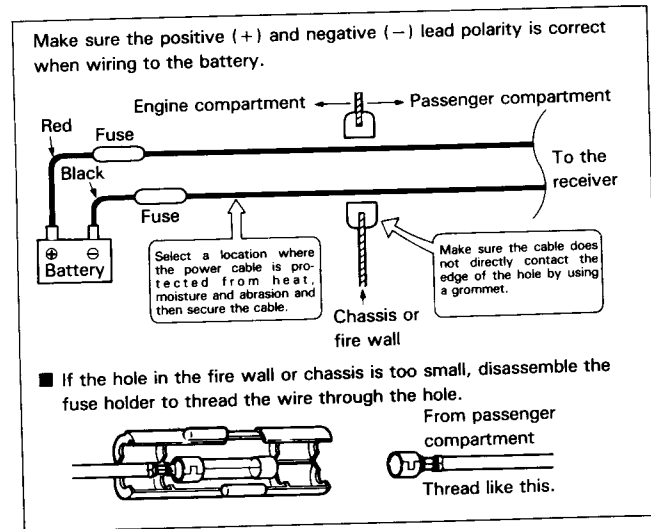 Make sure the positive (+) and negative (−) lead polarity is correct
when wiring to the battery.
Engine compartment
Passenger compartment
Red
Fuse
Black
Fuse
To the
receiver
⊕ ⊖
Battery
Select a location where
the power cable is pro-
tected from heat,
moisture and abrasion and
then secure the cable.
Make sure the cable does
not directly contact the
edge of the hole by using
a grommet.
Chassis or
fire wall
■ If the hole in the fire wall or chassis is too small, disassemble the
fuse holder to thread the wire through the hole.
From passenger
compartment
Thread like this.